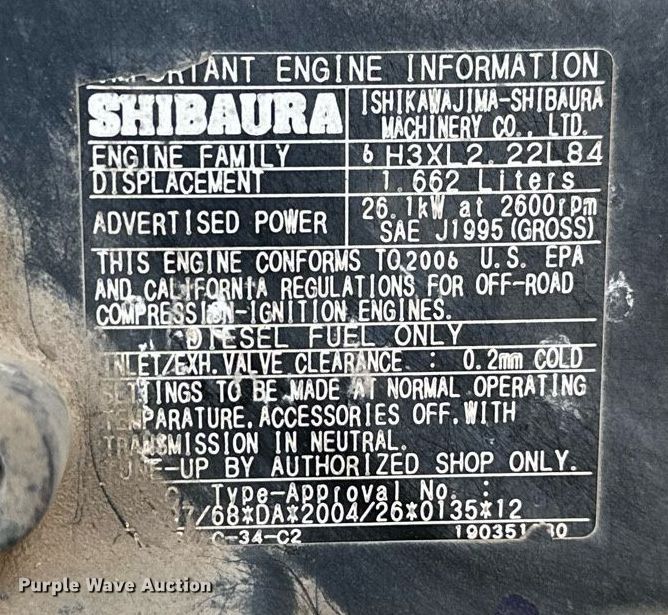 IMPORTANT ENGINE INFORMATION
SHIBAURA
ISHIKAWAJIMA-SHIBAURA
MACHINERY CO., LTD.
ENGINE FAMILY 6 H3XL2.22L84
DISPLACEMENT 1.662 Liters
ADVERTISED POWER
26.1kW at 2600rpm
SAE J1995(GROSS)
THIS ENGINE CONFORMS TO 2006 U.S. EPA
AND CALIFORNIA REGULATIONS FOR OFF-ROAD
COMPRESSION-IGNITION ENGINES.
DIESEL FUEL ONLY
INLET/EXH.VALVE CLEARANCE : 0.2mm COLD
SETTINGS TO BE MADE AT NORMAL OPERATING
TEMPARATURE.ACCESSORIES OFF.WITH
TRANSMISSION IN NEUTRAL.
TUNE-UP BY AUTHORIZED SHOP ONLY.
Type-Approval No. :
7/68*DA*2004/26*0135*12
C-34-C2
Purple Wave Auction